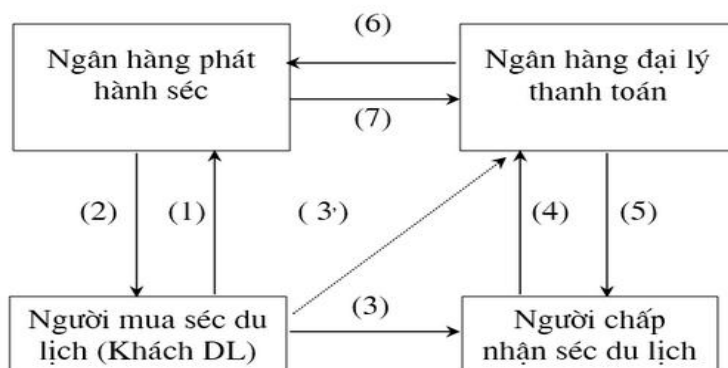 (6)
Ngân hàng phát
hành séc
Ngân hàng đại lý
thanh toán
(7)
(2)
(1)
( 3')
(4)
(5)
Người mua séc du
lịch (Khách DL)
(3)
Người chấp
nhận séc du lịch